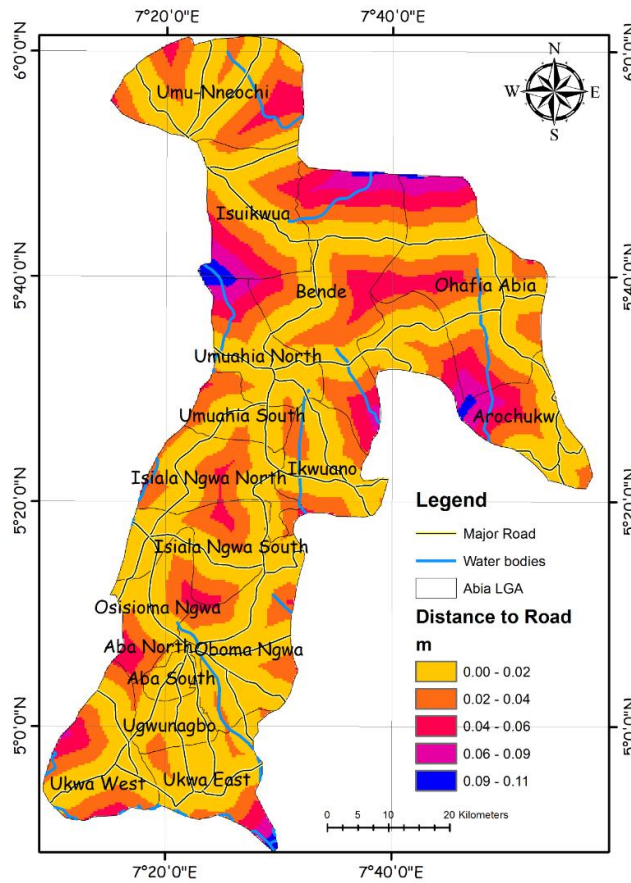 7°20'0"E 7°40'0"E
6°0'0"N 6°0'0"N
N
W E
S
Umu-Nneochi
Isuikwua
5°40'0"N 5°40'0"N
Bende
Ohafia Abia
Umuahia North
Umuahia South
Arochukw
Ikwuano
Isiala Ngwa North
5°20'0"N 5°20'0"N
Legend
Major Road
Isiala Ngwa South
Water bodies
Abia LGA
Osisioma Ngwa
Distance to Road
m
Aba North
Oboma Ngwa
0.00 - 0.02
Aba South
0.02 - 0.04
Ugwunagbo
0.04 - 0.06
5°0'0"N 5°0'0"N
0.06 - 0.09
Ukwa West
Ukwa East
0.09 - 0.11
0 5 10 20 Kilometers
7°20'0"E 7°40'0"E